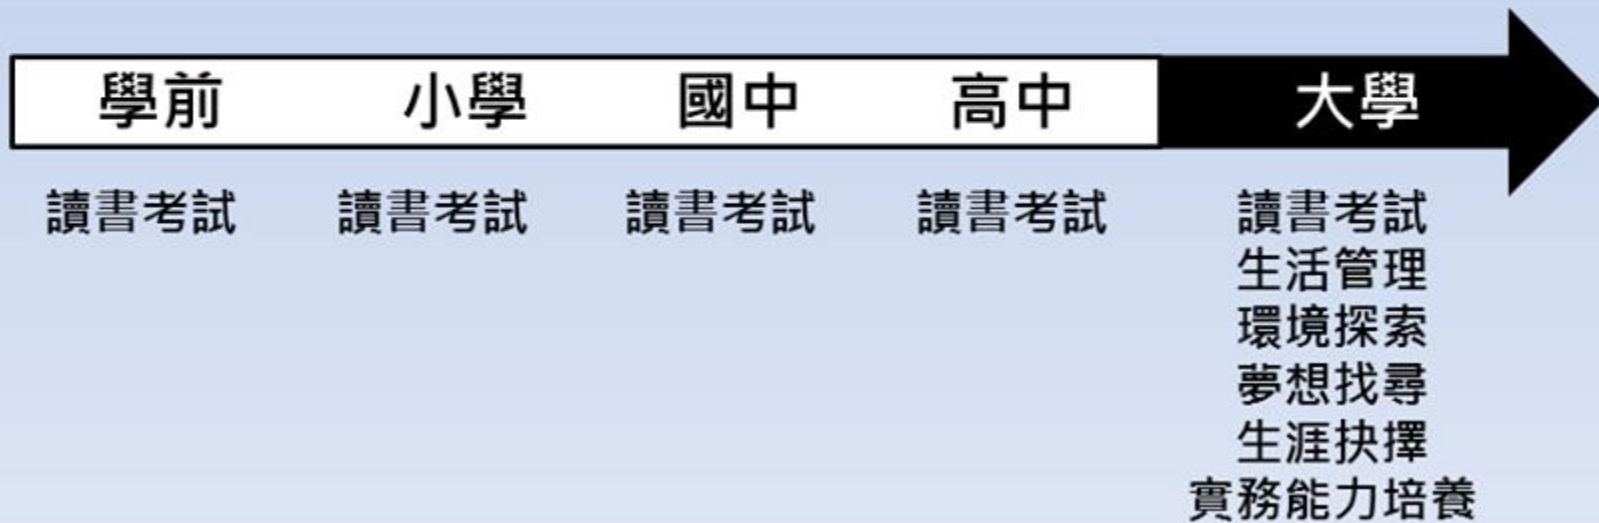 學前 小學 國中 高中 大學
讀書考試 讀書考試 讀書考試 讀書考試 讀書考試
生活管理
環境探索
夢想找尋
生涯抉擇
實務能力培養